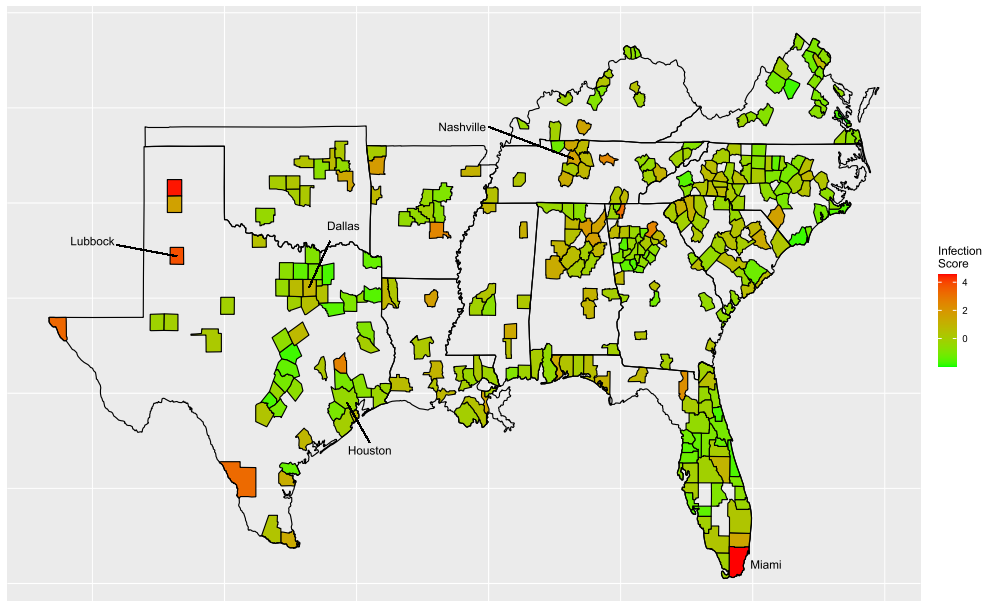 Nashville
Dallas
Lubbock
Infection
Score
4
2
0
Houston
Miami